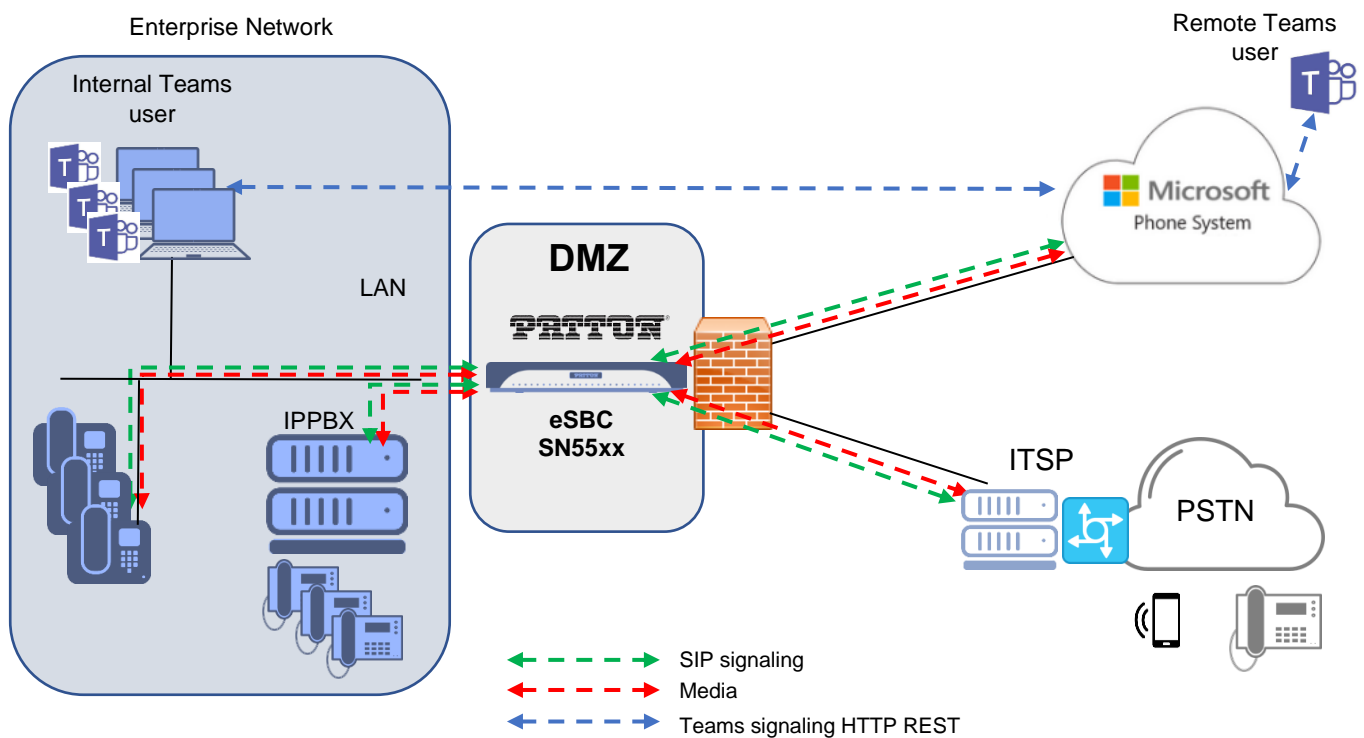 Enterprise Network
Remote Teams
user
Internal Teams
user
T
T
T
T
Microsoft
Phone System
DMZ
LAN
PATTON®
PATTON
eSBC
SN55xx
IPPBX
ITSP
PSTN
SIP signaling
Media
Teams signaling HTTP REST